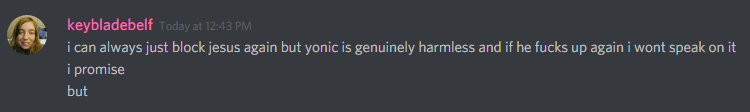 keybladebelf Today at 12:43 PM
i can always just block jesus again but yonic is genuinely harmless and if he fucks up again i wont speak on it
i promise
but